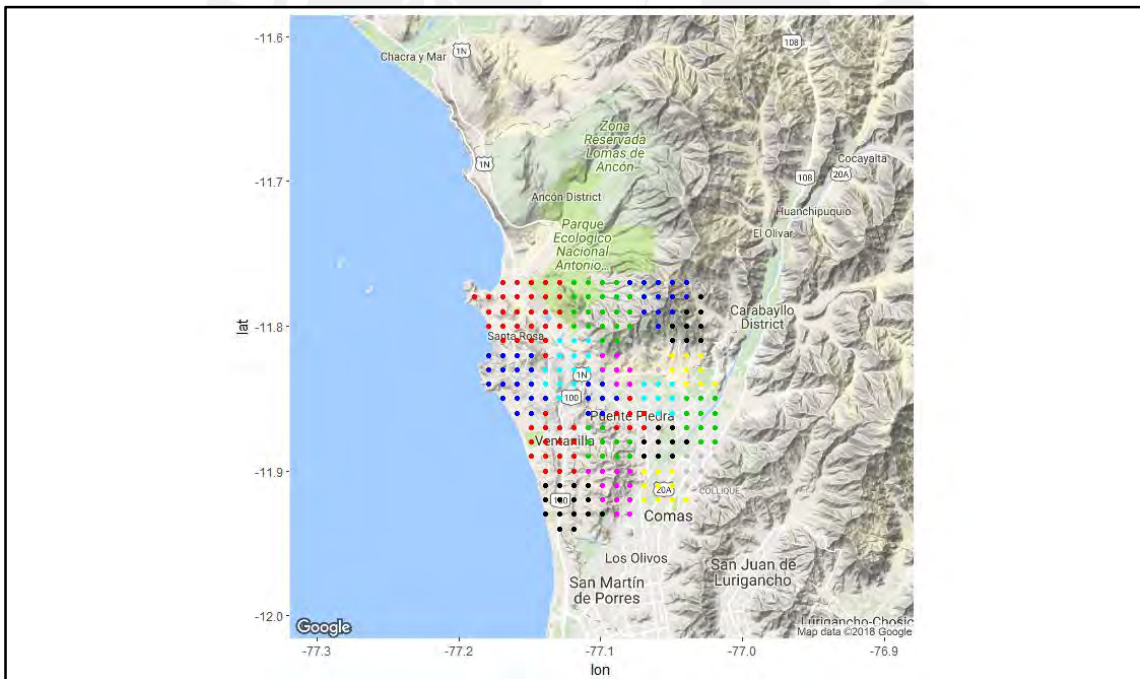 -11.6
Chacra y Mar
1N
108
Zona
Reservada
Lomas de
Ancón
1N
Cocayalta
20A
108
-11.7
Ancón District
Huanchipuquio
El Olivar
Parque
Ecologico
Nacional
Antonio...
lat
-11.8
Santa Rosa
Carabayllo
District
1N
100
Puente Piedra
Ventanilla
-11.9
20A
COLLIQUE
Comas
Los Olivos
San Juan de
Lurigancho
San Martín
de Porres
-12.0
Google
Lurigancho-Chosic
Map data ©2018 Google
-77.3
-77.2
-77.1
-77.0
-76.9
lon